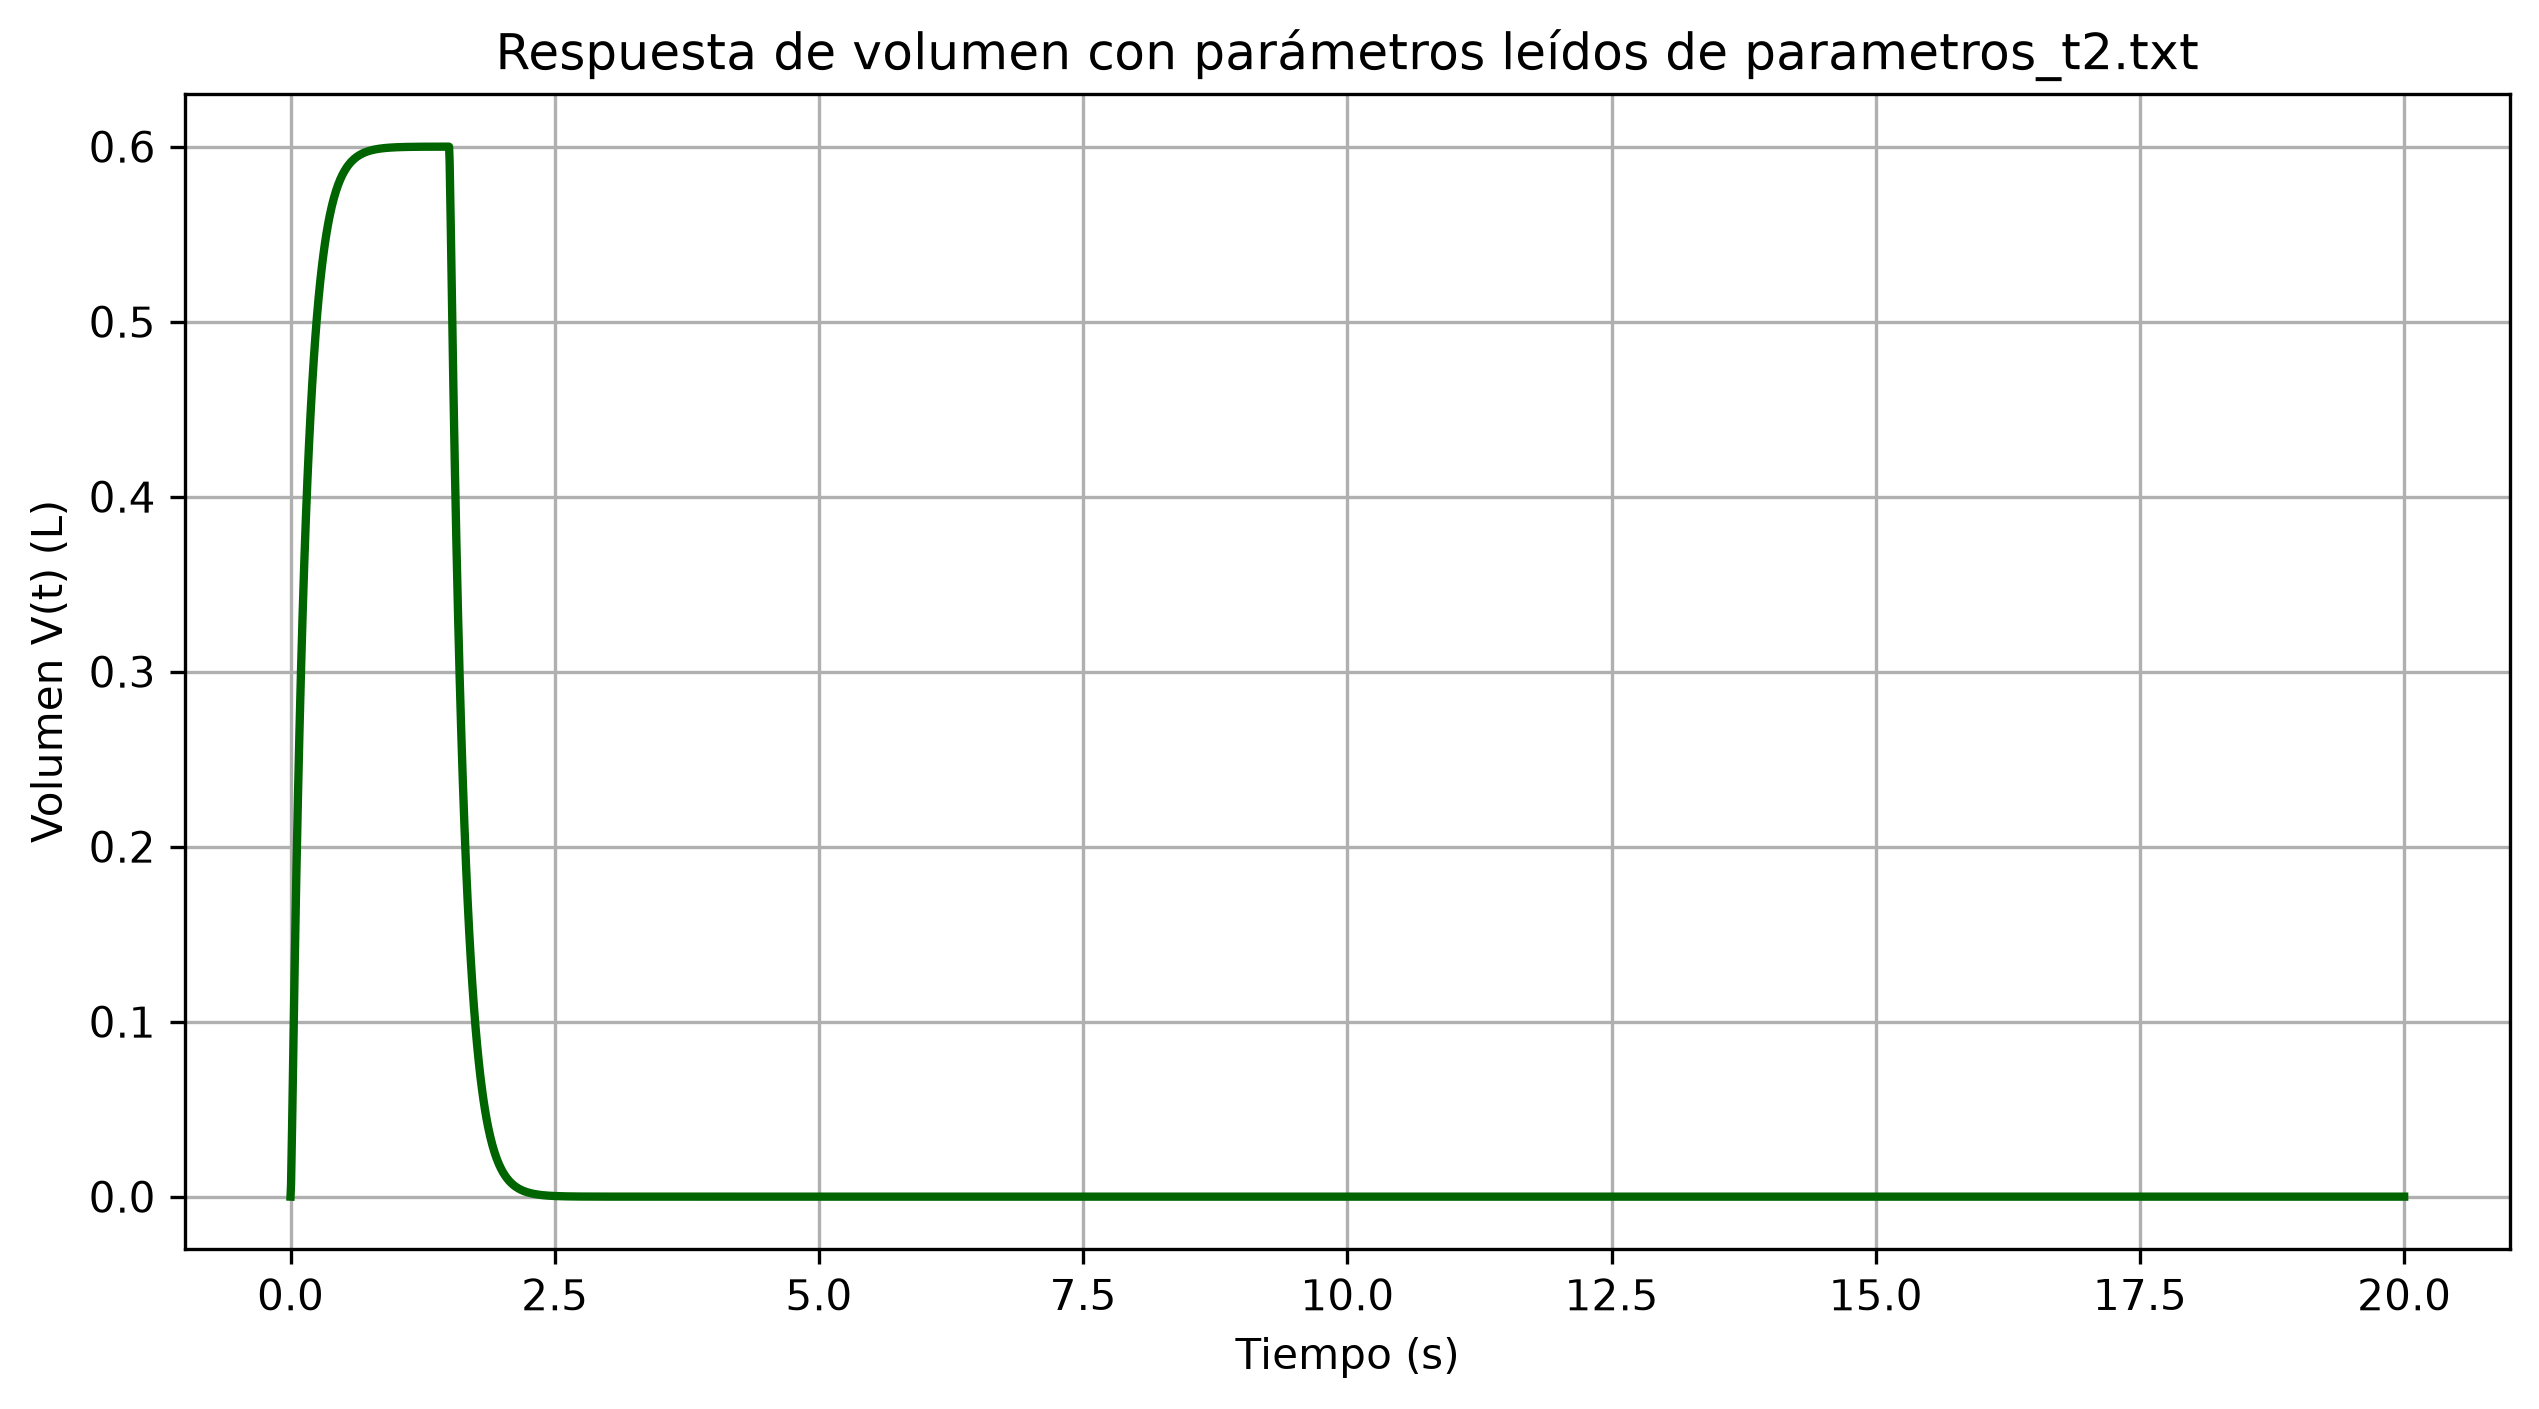 Respuesta de volumen con parámetros leídos de parametros_t2.txt
0.6
0.5
0.4
0.3
0.2
0.1
0.0
Volumen V(t) (L)
0.0 2.5 5.0 7.5 10.0 12.5 15.0 17.5 20.0
Tiempo (s)